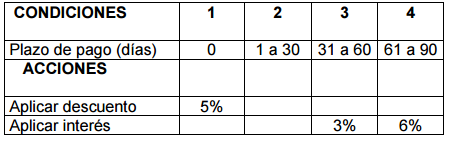 CONDICIONES 1 2 3 4
Plazo de pago (días) 0 1 a 30 31 a 60 61 a 90
ACCIONES
Aplicar descuento 5%
Aplicar interés 3% 6%